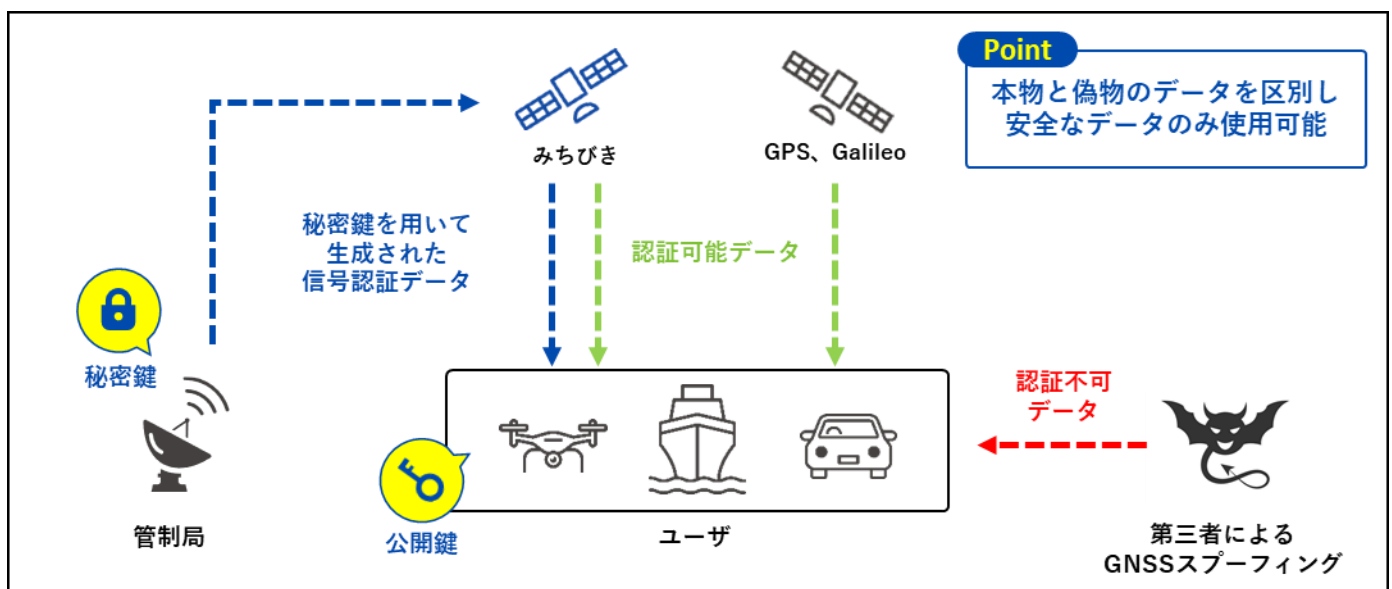 Point
本物と偽物のデータを区別し
安全なデータのみ使用可能
みちびき
GPS、Galileo
秘密鍵を用いて
生成された
信号認証データ
認証可能データ
秘密鍵
認証不可
データ
管制局
公開鍵
ユーザ
第三者による
GNSSスプーフィング